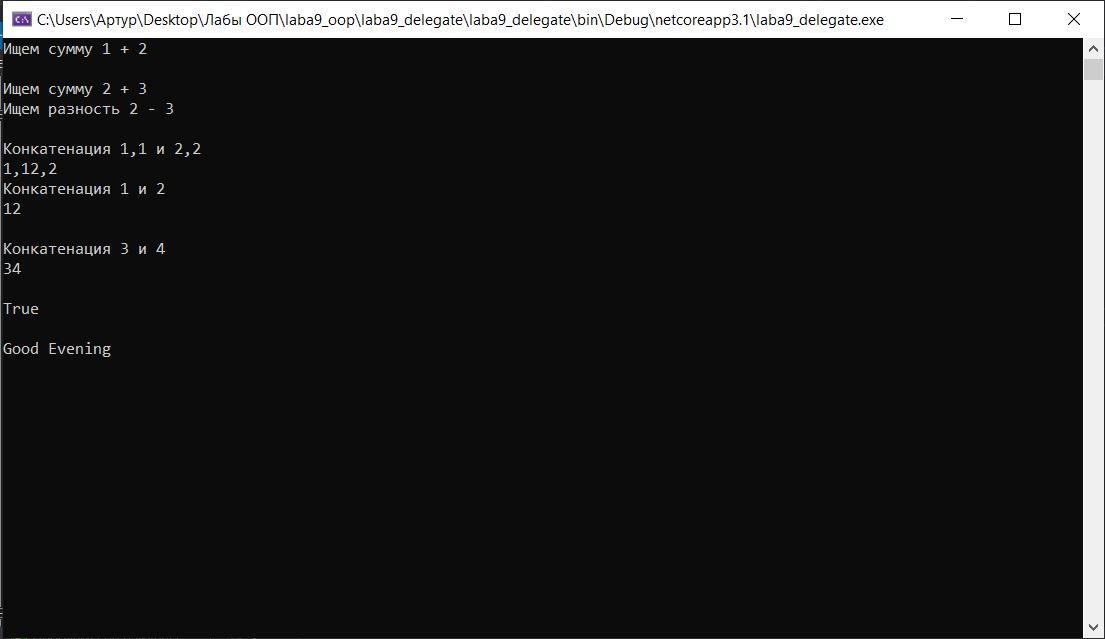 C:\Users\Артур\Desktop\Лабы ООП\laba9_oop\laba9_delegate\laba9_delegate\bin\Debug\netcoreapp3.1\laba9_delegate.exe
Ищем сумму 1 + 2
Ищем сумму 2 + 3
Ищем разность 2 - 3
Конкатенация 1,1 и 2,2
1,12,2
Конкатенация 1 и 2
12
Конкатенация 3 и 4
34
True
Good Evening